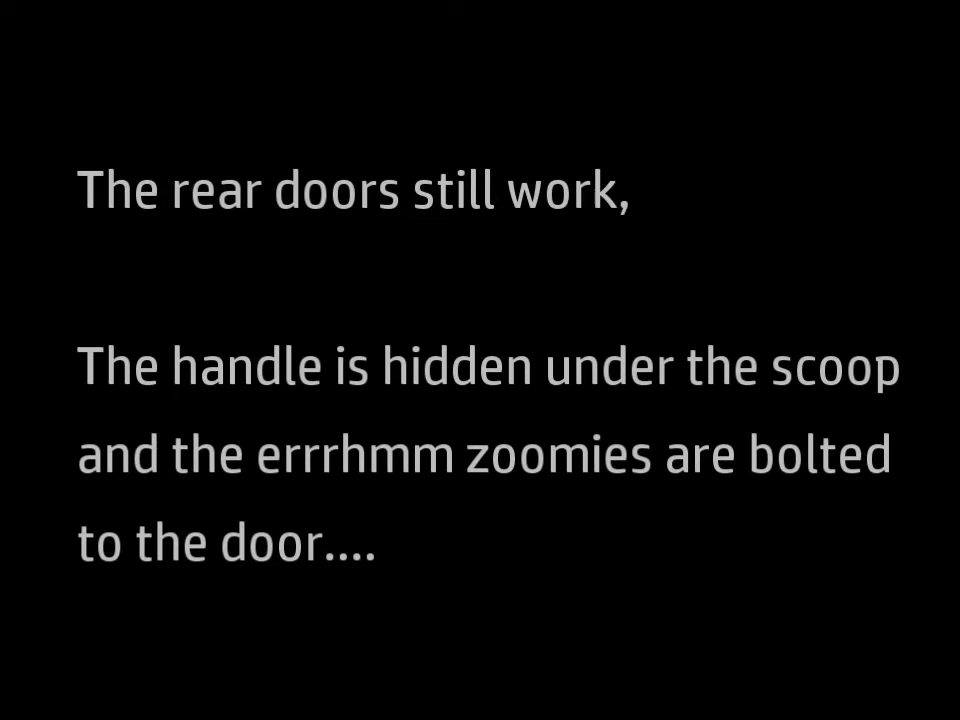 The rear doors still work,
The handle is hidden under the scoop
and the errrhmm zoomies are bolted
to the door....